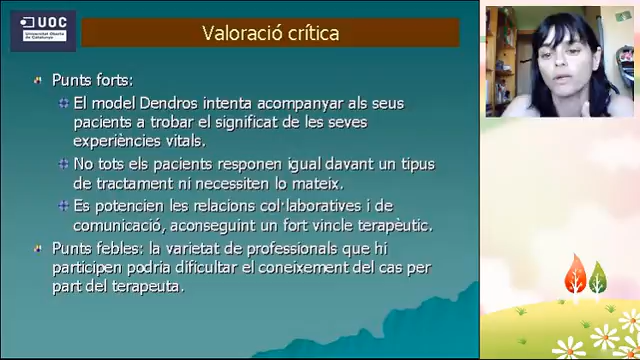 UOC
Universitat Oberta
de Catalunya
Valoració crítica
Punts forts:
El model Dendros intenta acompanyar als seus
pacients a trobar el significat de les seves
experiències vitals.
No tots els pacients responen igual davant un tipus
de tractament ni necessiten lo mateix.
Es potencien les relacions col·laboratives i de
comunicació, aconseguint un fort vincle terapèutic.
Punts febles: la varietat de professionals que hi
participen podria dificultar el coneixement del cas per
part del terapeuta.